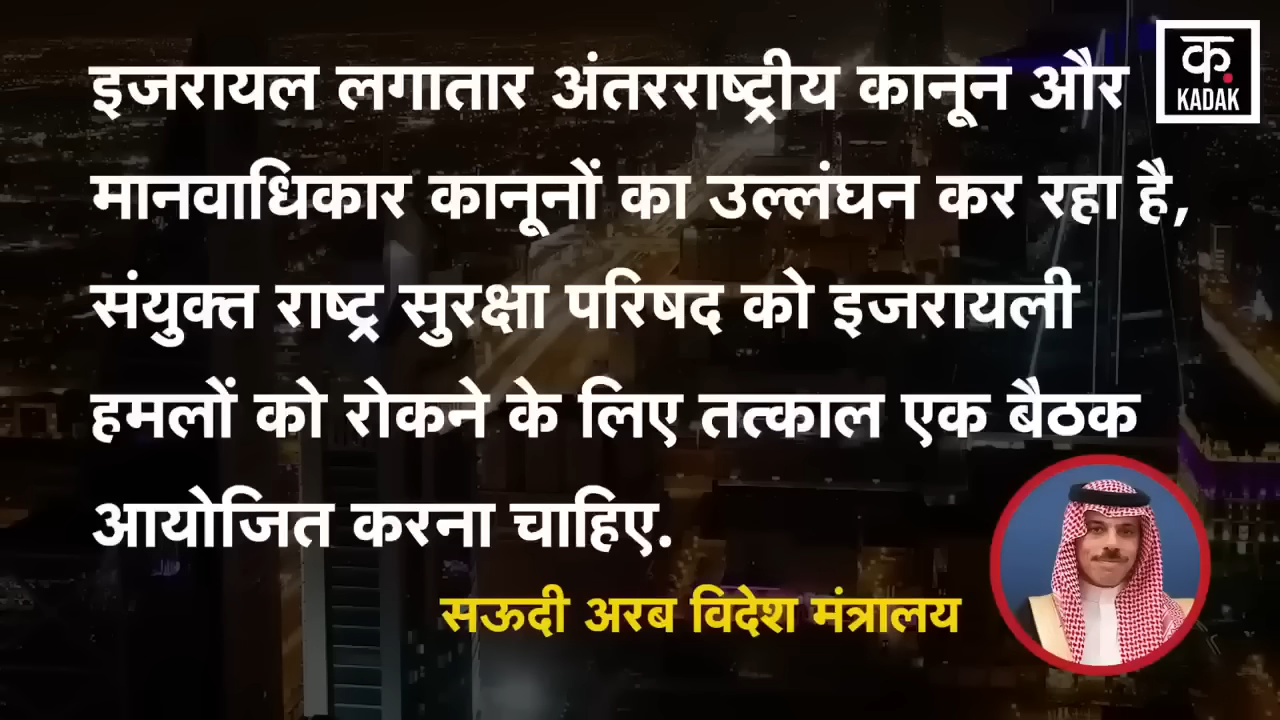 इजरायल लगातार अंतरराष्ट्रीय कानून और
मानवाधिकार कानूनों का उल्लंघन कर रहा है,
संयुक्त राष्ट्र सुरक्षा परिषद को इजरायली
हमलों को रोकने के लिए तत्काल एक बैठक
आयोजित करना चाहिए.
सऊदी अरब विदेश मंत्रालय
क.
KADAK